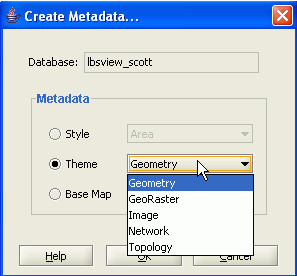 Create Metadata...
Database: lbsview_scott
Metadata
Style Area
Theme Geometry
Geometry
GeoRaster
Base Map
Image
Network
Topology
Help OK Cancel